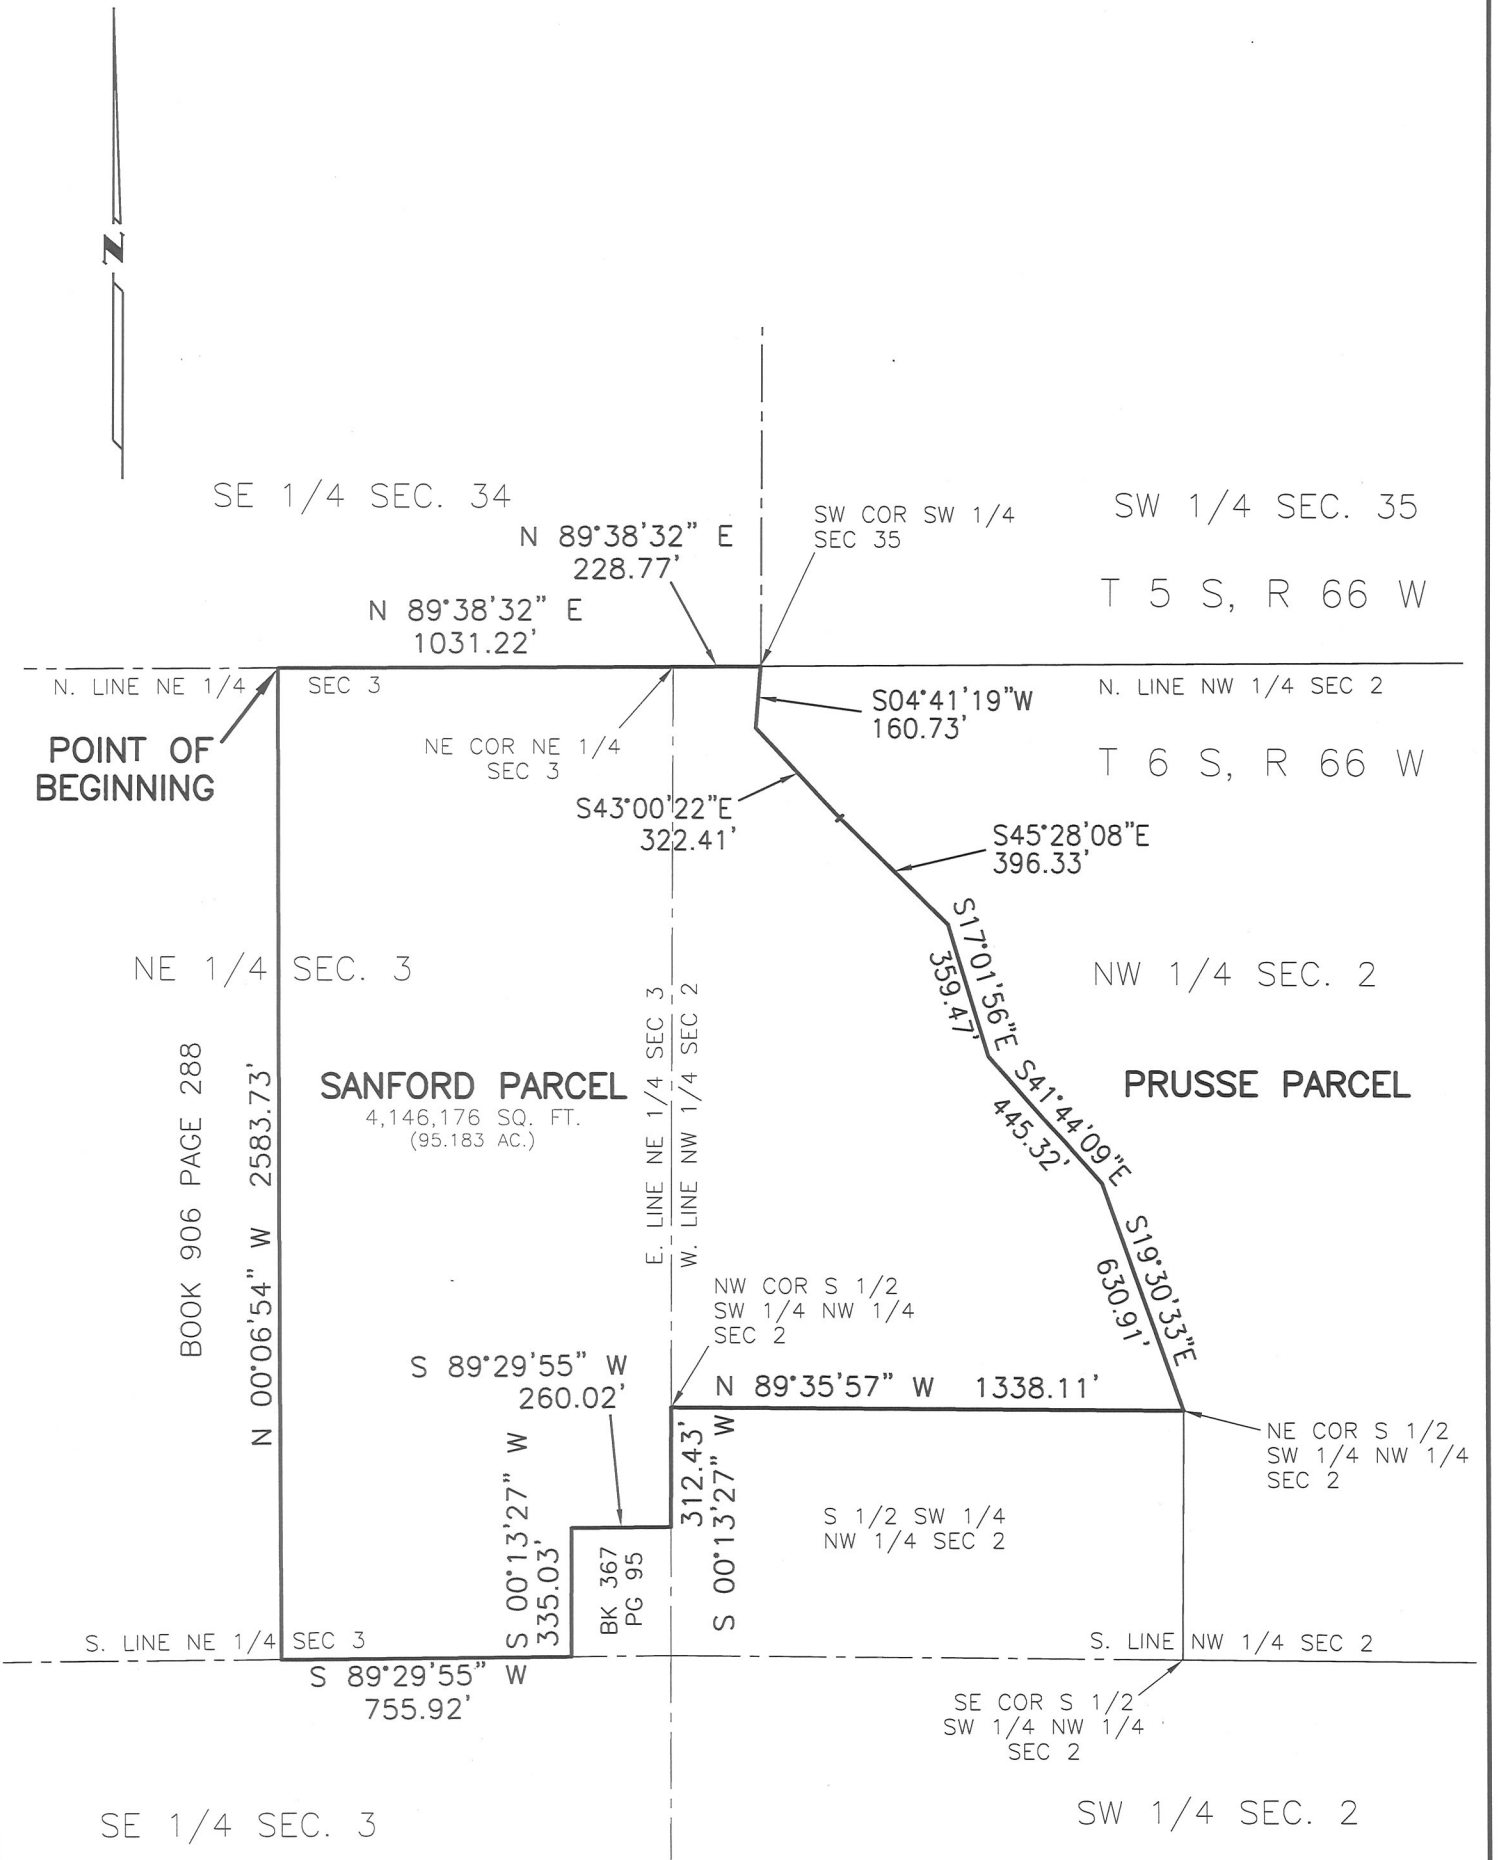 N
SE 1/4 SEC. 34
SW COR SW 1/4
SEC 35
SW 1/4 SEC. 35
N 89°38'32" E
228.77'
T 5 S, R 66 W
N 89°38'32" E
1031.22'
N. LINE NE 1/4
SEC 3
N. LINE NW 1/4 SEC 2
S04°41'19"W
160.73'
POINT OF
BEGINNING
NE COR NE 1/4
SEC 3
T 6 S, R 66 W
S43°00'22"E
322.41'
S45°28'08"E
396.33'
S17°01'56"E
359.47'
NE 1/4 SEC. 3
NW 1/4 SEC. 2
E. LINE NE 1/4 SEC 3
W. LINE NW 1/4 SEC 2
BOOK 906 PAGE 288
N 00°06'54" W 2583.73'
SANFORD PARCEL
4,146,176 SQ. FT.
(95.183 AC.)
S41°44'09"E
445.32'
PRUSSE PARCEL
S19°30'33"E
630.91'
NW COR S 1/2
SW 1/4 NW 1/4
SEC 2
S 89°29'55" W
260.02'
N 89°35'57" W 1338.11'
NE COR S 1/2
SW 1/4 NW 1/4
SEC 2
312.43'
S 00°13'27" W
S 00°13'27" W
335.03'
BK 367
PG 95
S 1/2 SW 1/4
NW 1/4 SEC 2
S. LINE NE 1/4
SEC 3
S. LINE NW 1/4 SEC 2
S 89°29'55" W
755.92'
SE COR S 1/2
SW 1/4 NW 1/4
SEC 2
SE 1/4 SEC. 3
SW 1/4 SEC. 2